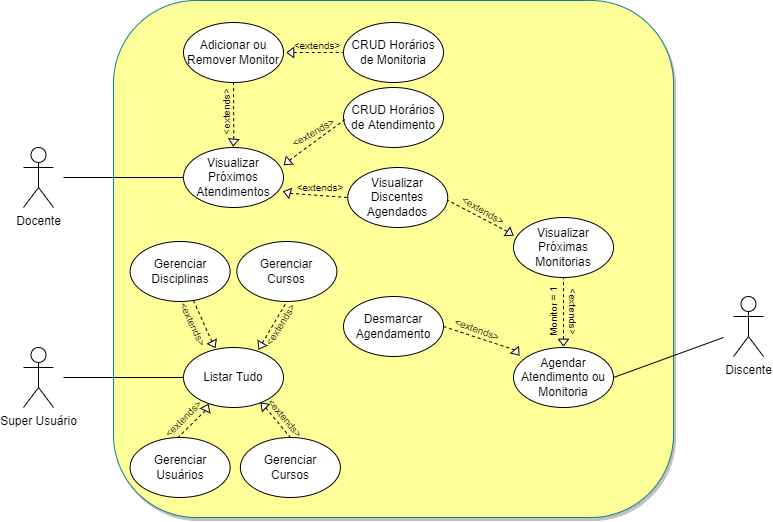 Adicionar ou
Remover Monitor
<extends>
CRUD Horários
de Monitoria
<extends>
CRUD Horários
de Atendimento
<extends>
Docente
Visualizar
Próximos
Atendimentos
<extends>
Visualizar
Discentes
Agendados
<extends>
Visualizar
Próximas
Monitorias
Gerenciar
Disciplinas
Gerenciar
Cursos
<extends>
<extends>
Monitor = 1
<extends>
Desmarcar
Agendamento
<extends>
Agendar
Atendimento ou
Monitoria
Discente
Super Usuário
Listar Tudo
<extends>
<extends>
Gerenciar
Usuários
Gerenciar
Cursos